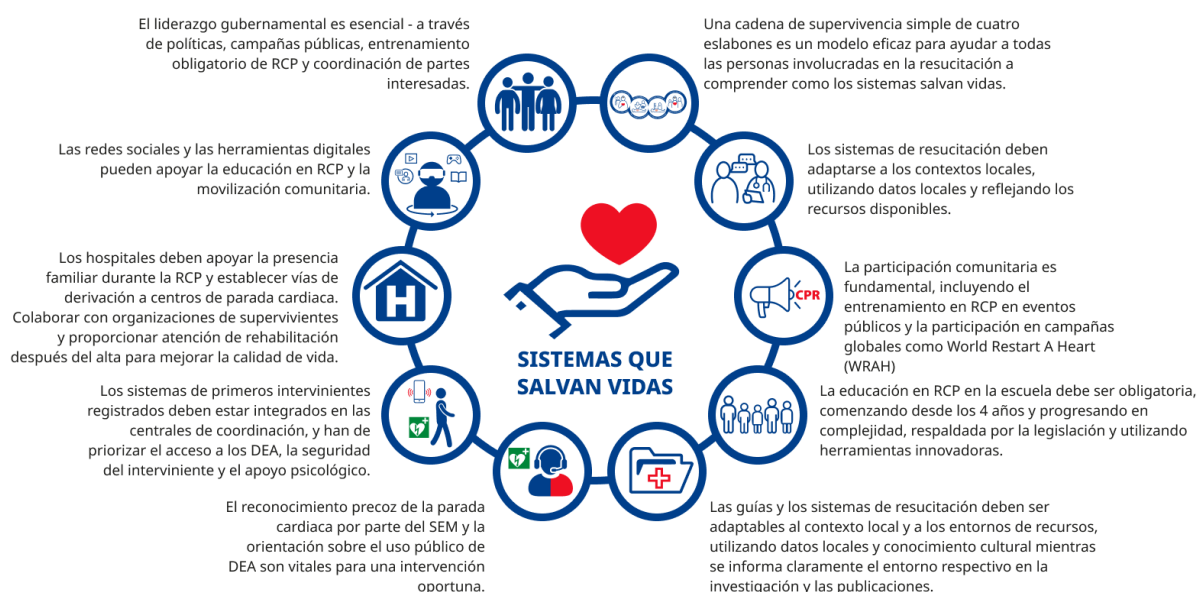 El liderazgo gubernamental es esencial - a través
de políticas, campañas públicas, entrenamiento
obligatorio de RCP y coordinación de partes
interesadas.
Una cadena de supervivencia simple de cuatro
eslabones es un modelo eficaz para ayudar a todas
las personas involucradas en la resucitación a
comprender como los sistemas salvan vidas.
Las redes sociales y las herramientas digitales
pueden apoyar la educación en RCP y la
movilización comunitaria.
Los sistemas de resucitación deben
adaptarse a los contextos locales,
utilizando datos locales y reflejando los
recursos disponibles.
Los hospitales deben apoyar la presencia
familiar durante la RCP y establecer vías de
derivación a centros de parada cardiaca.
Colaborar con organizaciones de supervivientes
y proporcionar atención de rehabilitación
después del alta para mejorar la calidad de vida.
H
CPR
La participación comunitaria es
fundamental, incluyendo el
entrenamiento en RCP en eventos
públicos y la participación en campañas
globales como World Restart A Heart
(WRAH)
SISTEMAS QUE
SALVAN VIDAS
Los sistemas de primeros intervinientes
registrados deben estar integrados en las
centrales de coordinación, y han de
priorizar el acceso a los DEA, la seguridad
del interviniente y el apoyo psicológico.
La educación en RCP en la escuela debe ser obligatoria,
comenzando desde los 4 años y progresando en
complejidad, respaldada por la legislación y utilizando
herramientas innovadoras.
El reconocimiento precoz de la parada
cardiaca por parte del SEM y la
orientación sobre el uso público de
DEA son vitales para una intervención
oportuna.
Las guías y los sistemas de resucitación deben ser
adaptables al contexto local y a los entornos de recursos,
utilizando datos locales y conocimiento cultural mientras
se informa claramente el entorno respectivo en la
investigación y las publicaciones.